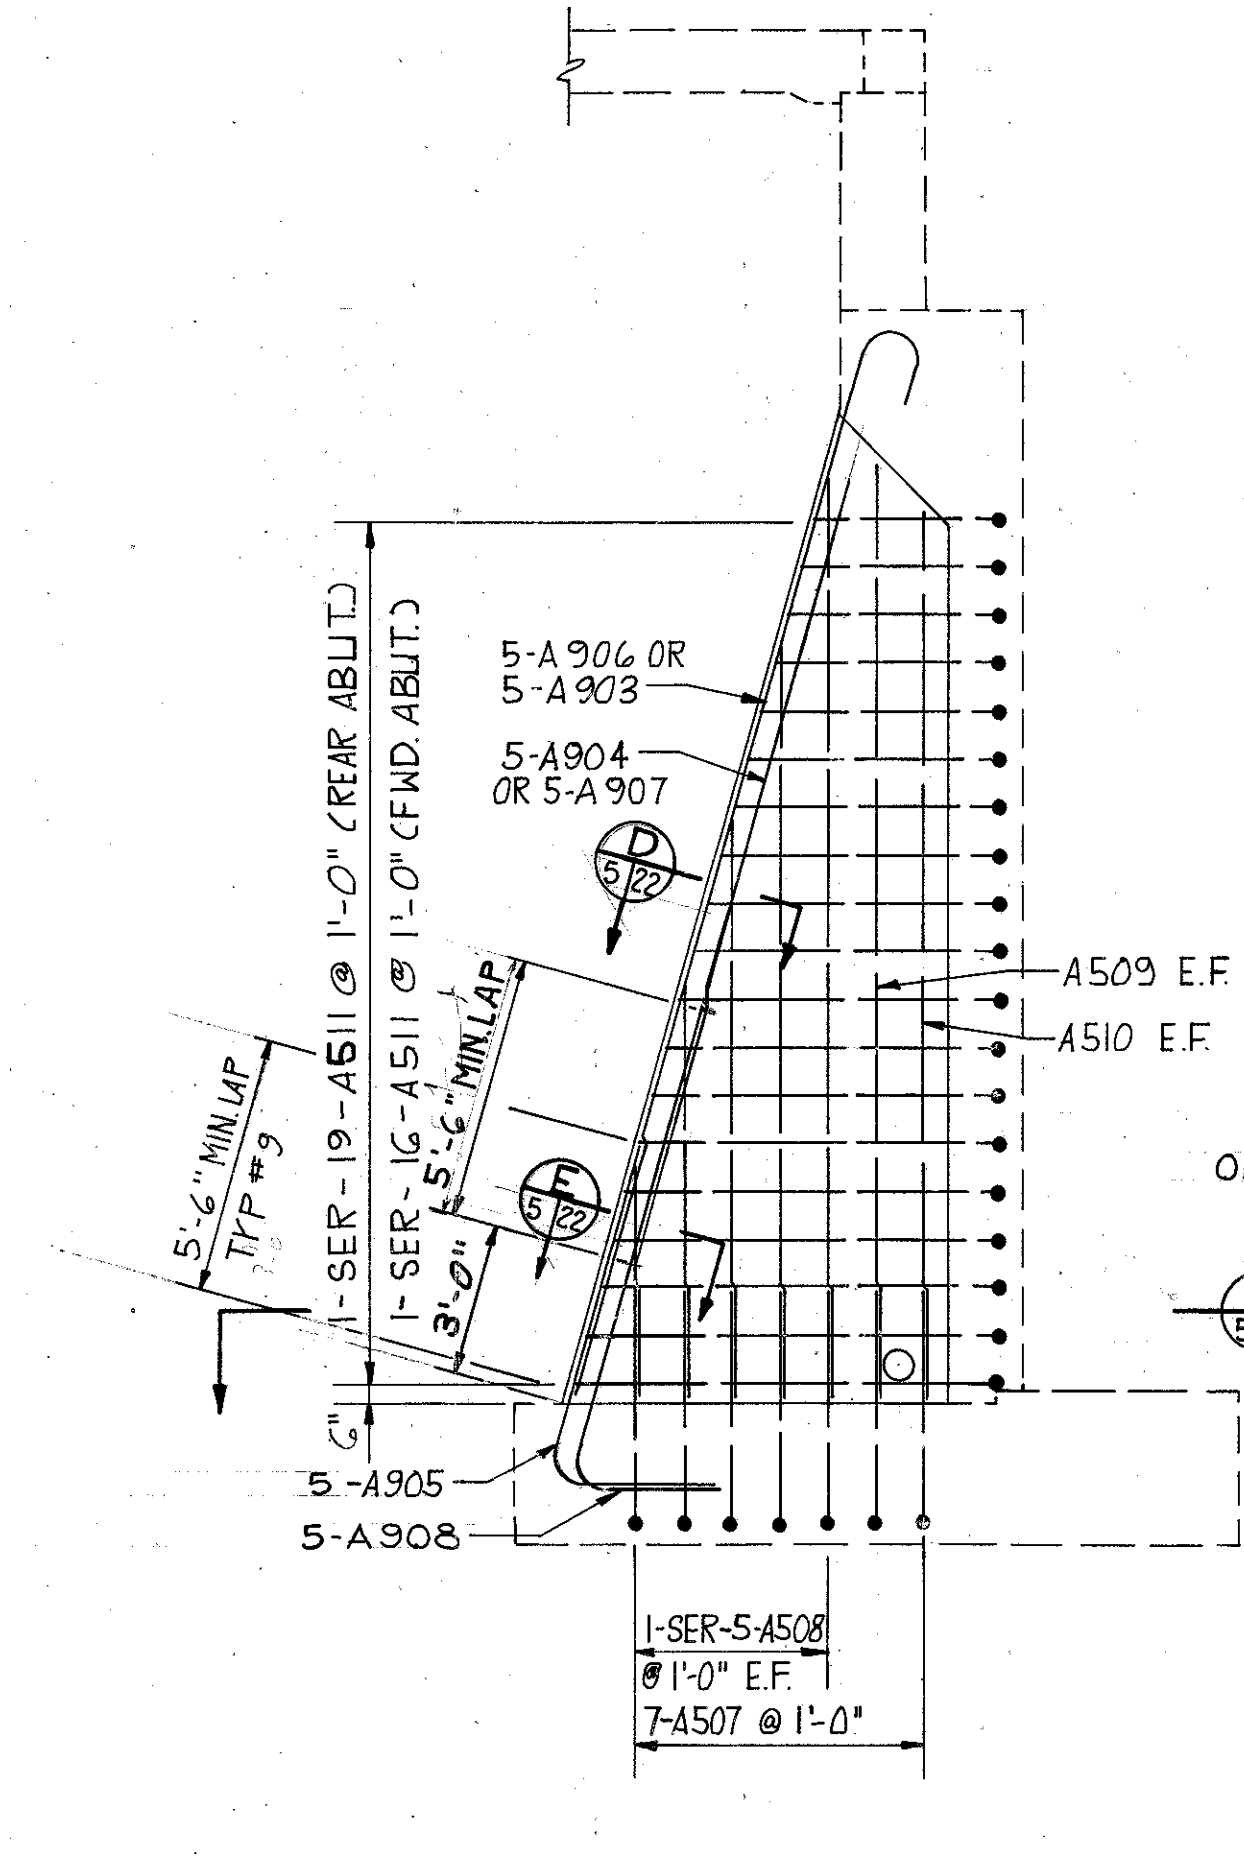 5-A906 OR
5-A903
5-A904
OR 5-A907
D
5 22
1-SER-19-A511 @ 1'-0" (REAR ABUT.)
1-SER-16-A511 @ 1'-0" (FWD. ABUT.)
5'-6" MIN. LAP
5'-6" MIN. LAP
TYP #9
A509 E.F.
A510 E.F.
E
5 22
3'-0"
6"
5-A905
5-A908
1-SER-5-A508
@ 1'-0" E.F.
7-A507 @ 1'-0"